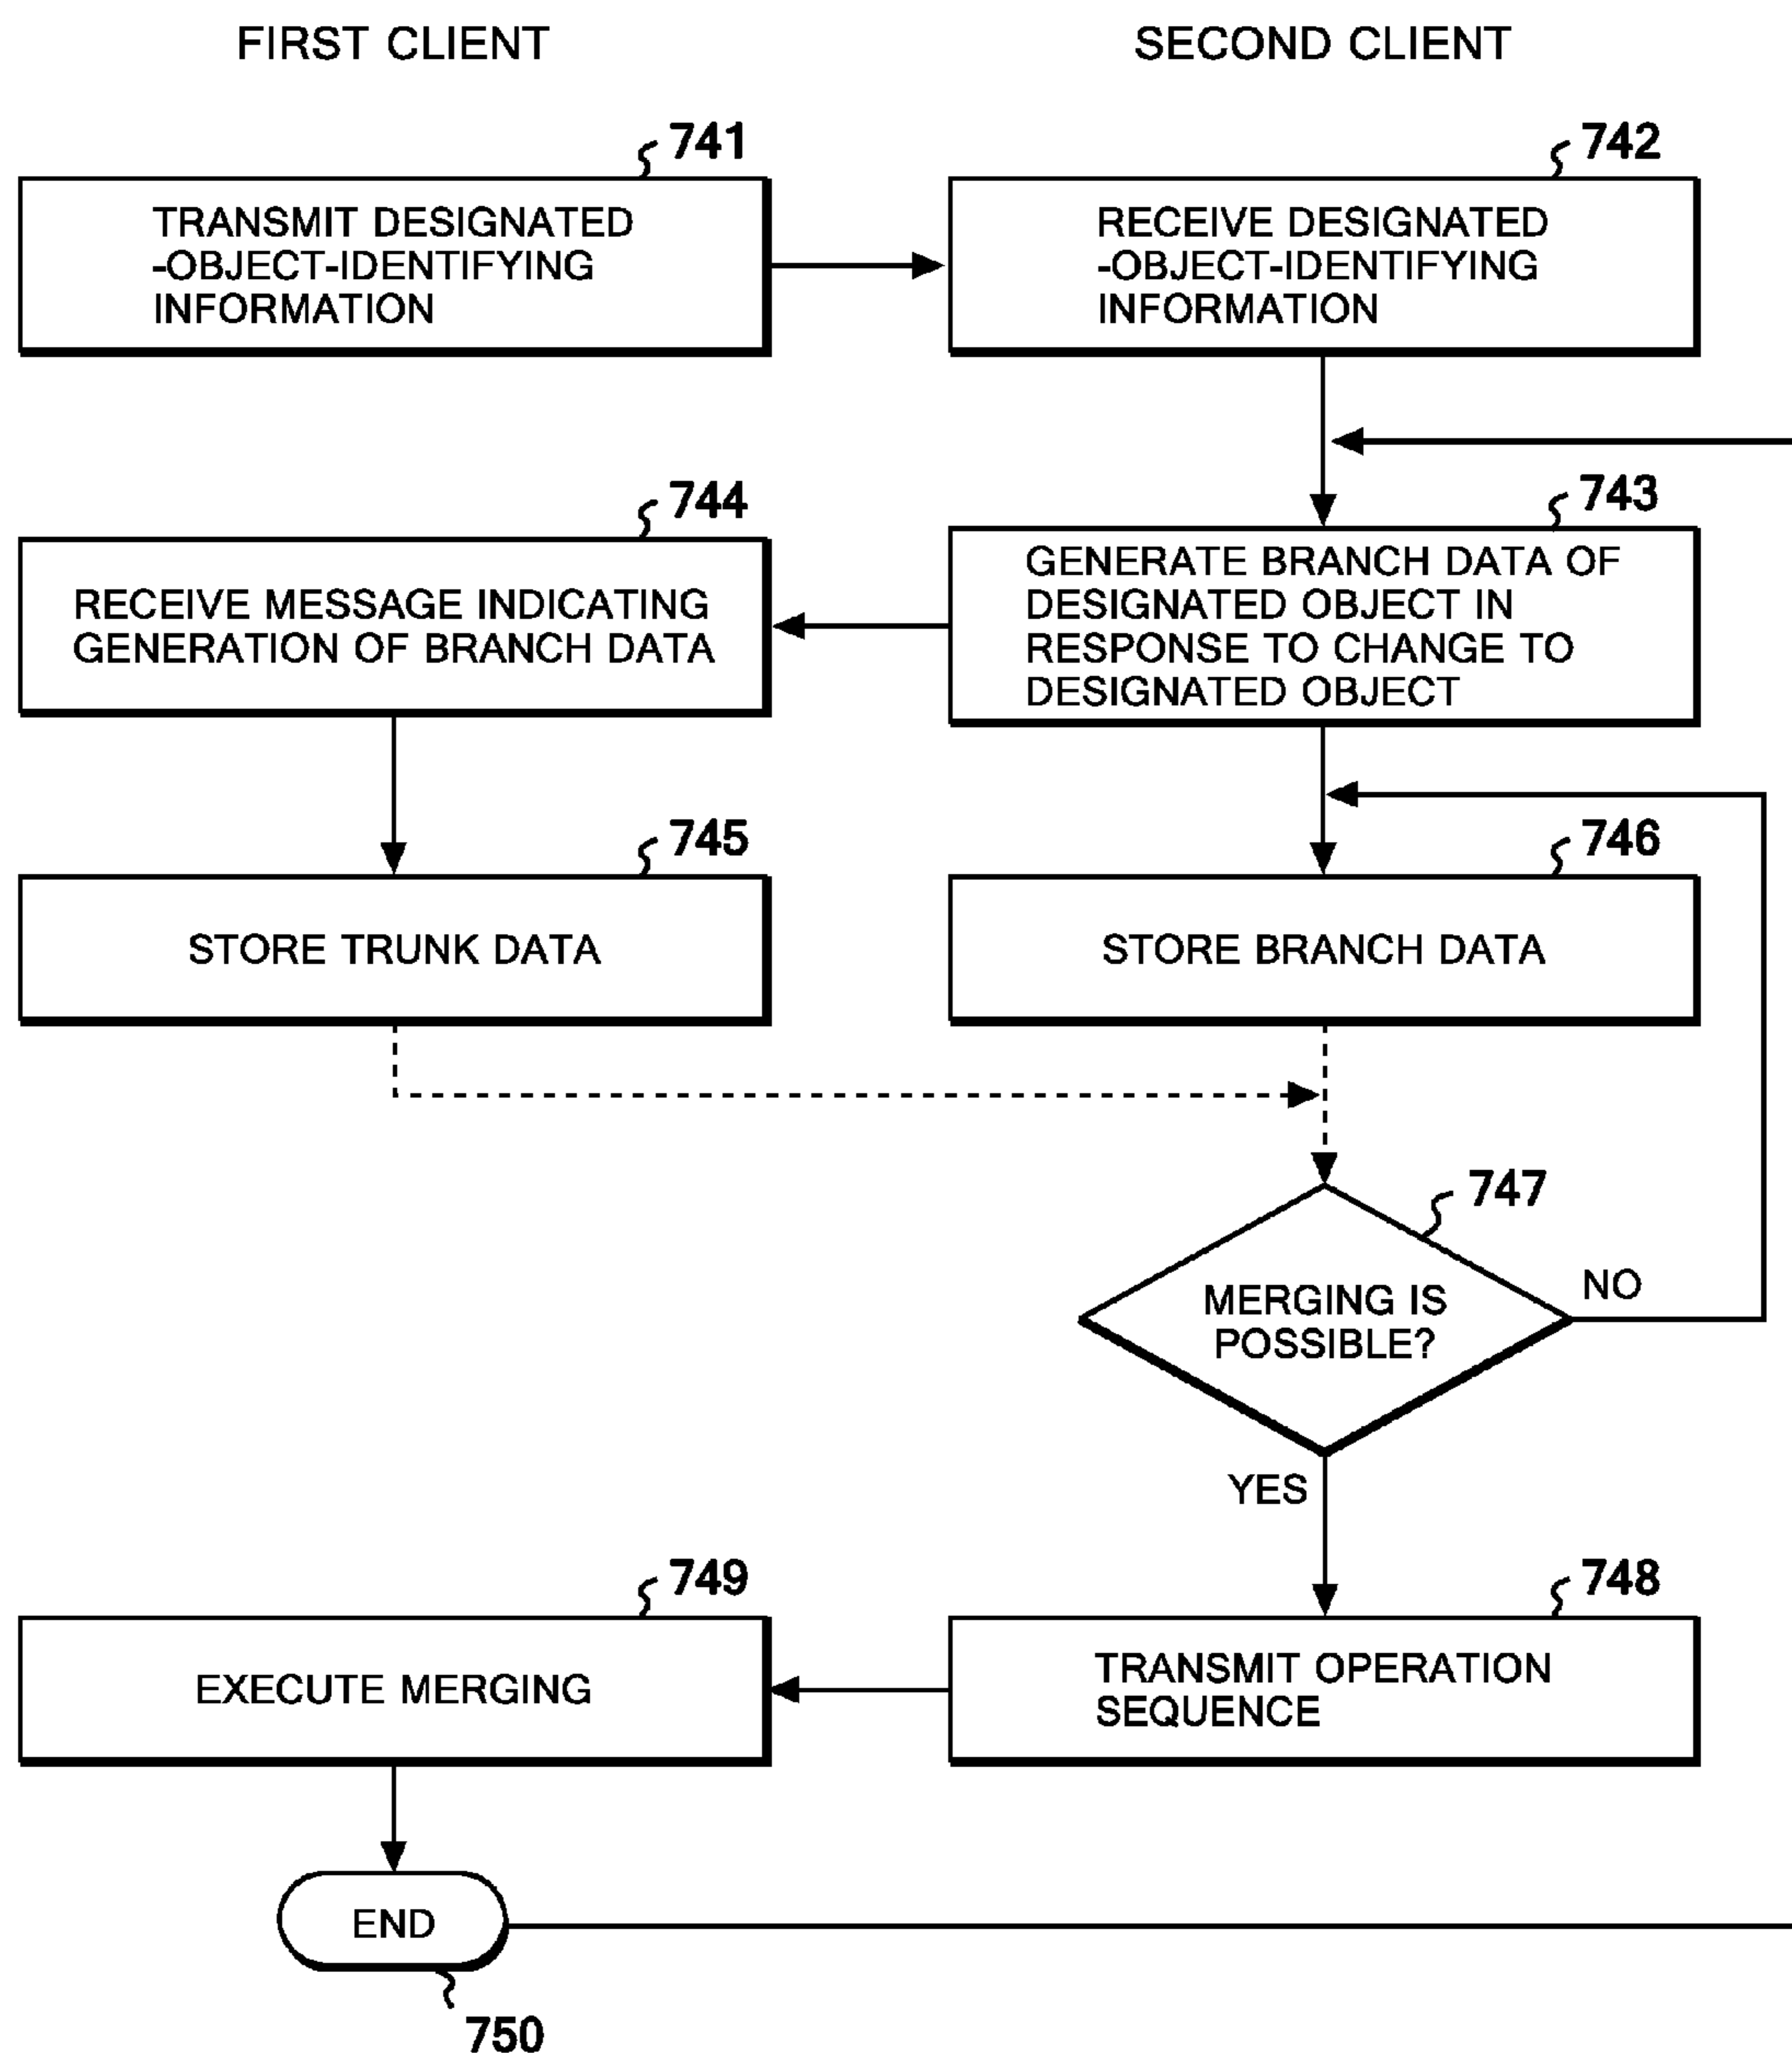 FIRST CLIENT
SECOND CLIENT
741
TRANSMIT DESIGNATED
-OBJECT-IDENTIFYING
INFORMATION
742
RECEIVE DESIGNATED
-OBJECT-IDENTIFYING
INFORMATION
744
RECEIVE MESSAGE INDICATING
GENERATION OF BRANCH DATA
743
GENERATE BRANCH DATA OF
DESIGNATED OBJECT IN
RESPONSE TO CHANGE TO
DESIGNATED OBJECT
745
STORE TRUNK DATA
746
STORE BRANCH DATA
747
MERGING IS
POSSIBLE?
NO
YES
749
EXECUTE MERGING
748
TRANSMIT OPERATION
SEQUENCE
END
750